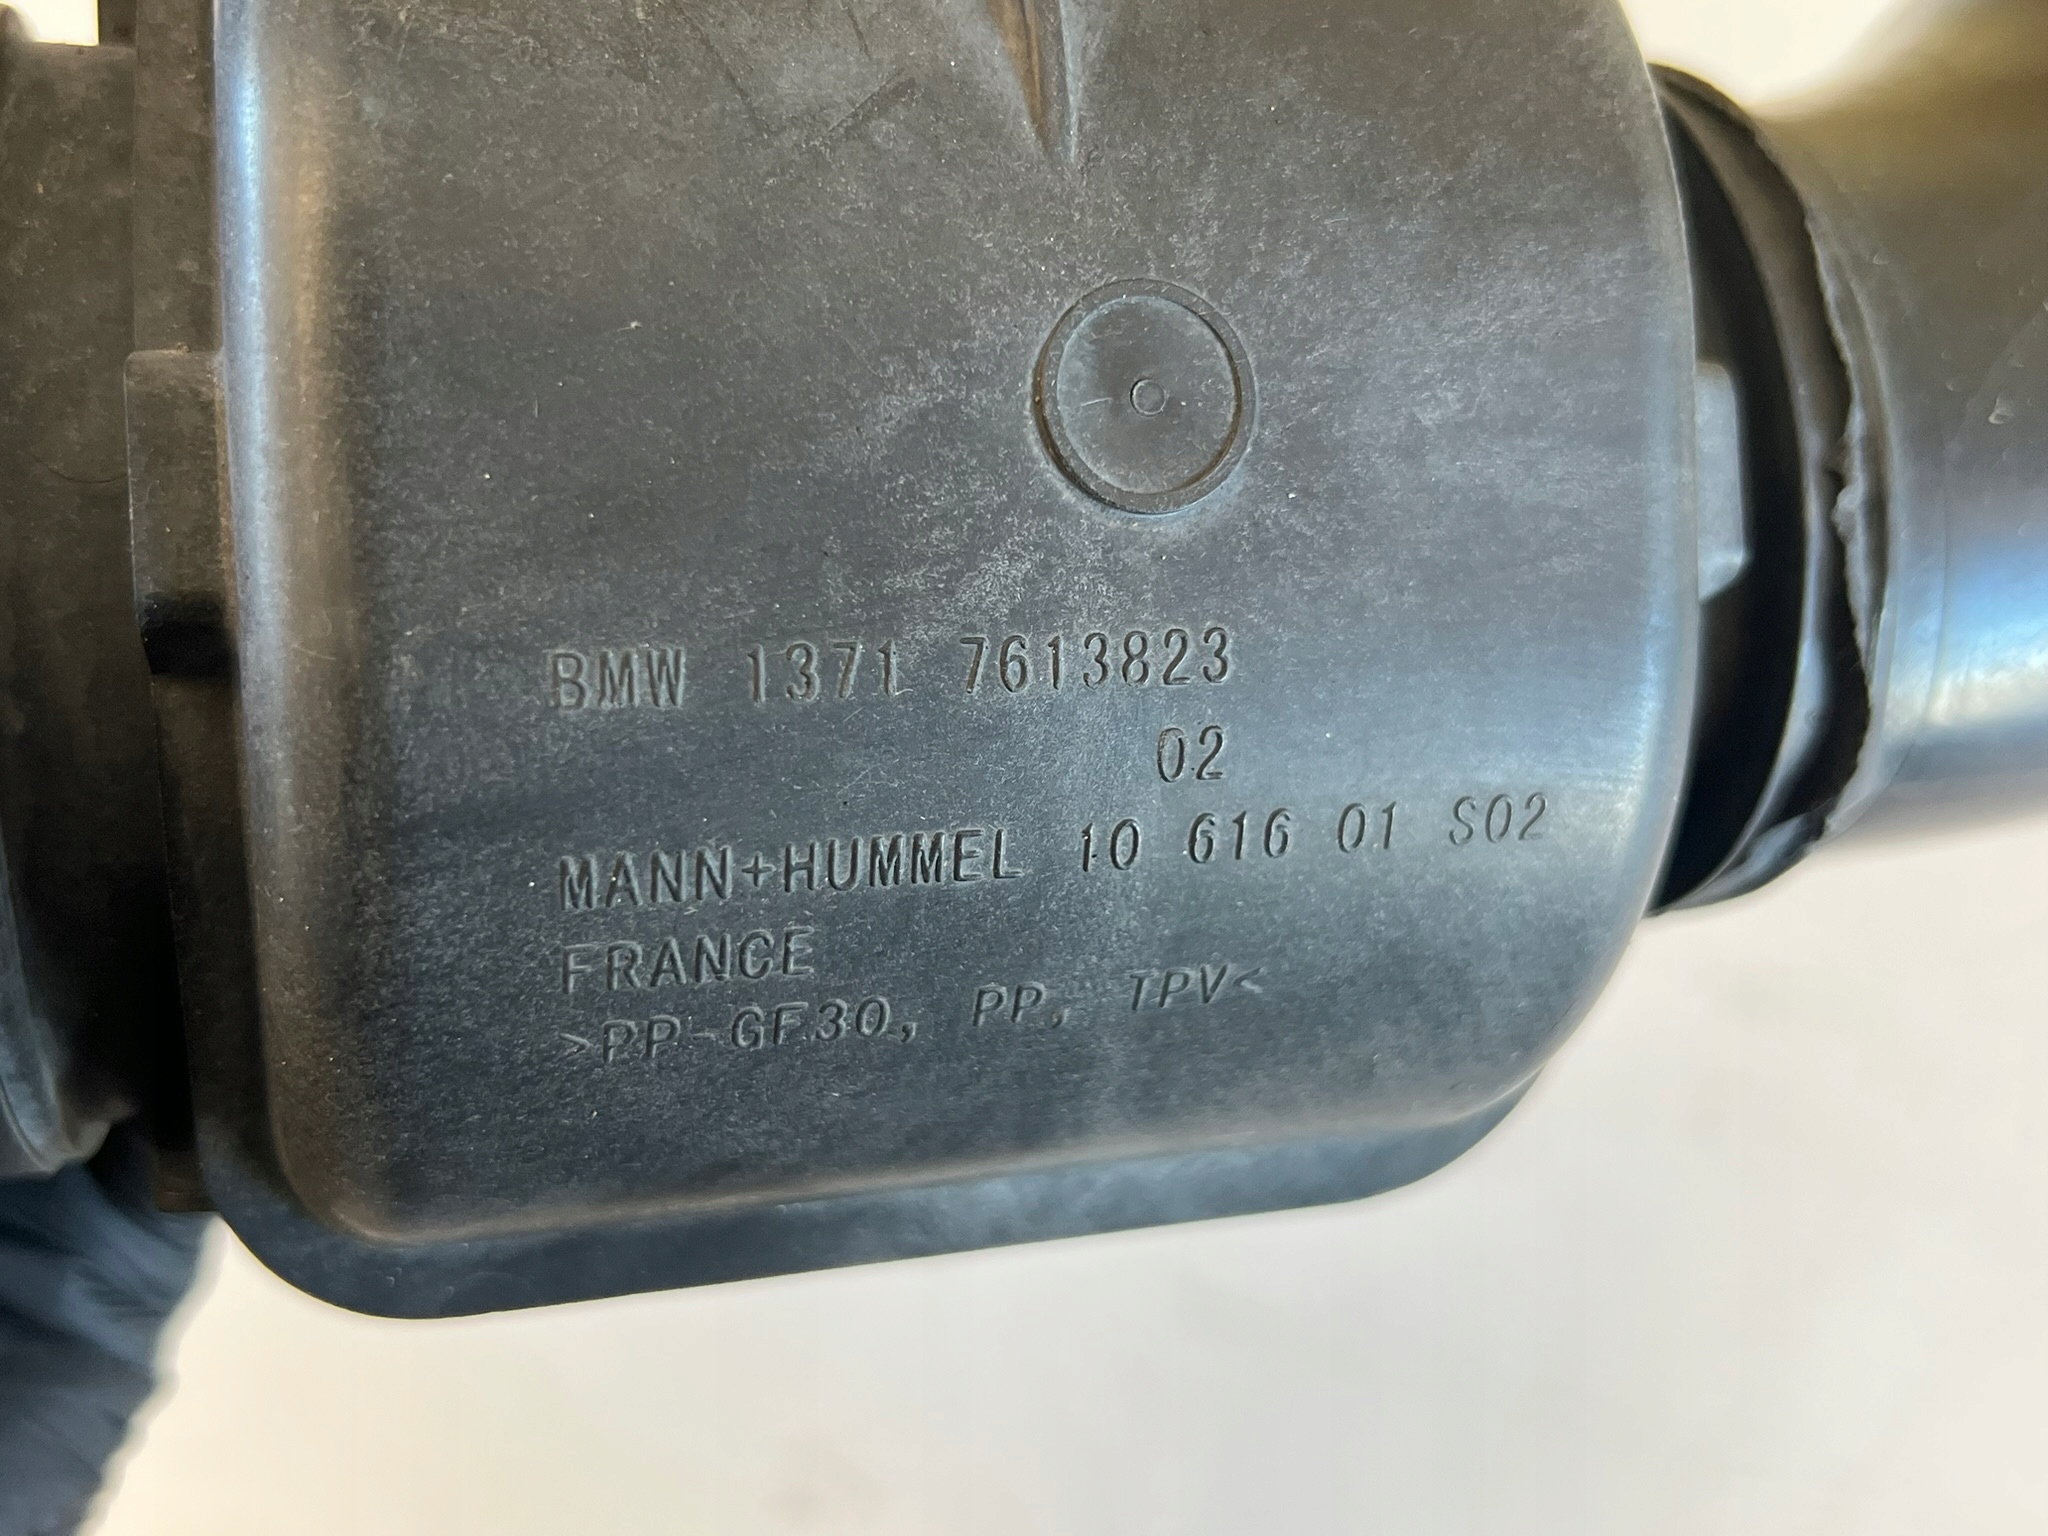 BMW 1371 7613823
02
MANN+HUMMEL 10 616 01 S02
FRANCE
>PP-GF30, PP, TPV<